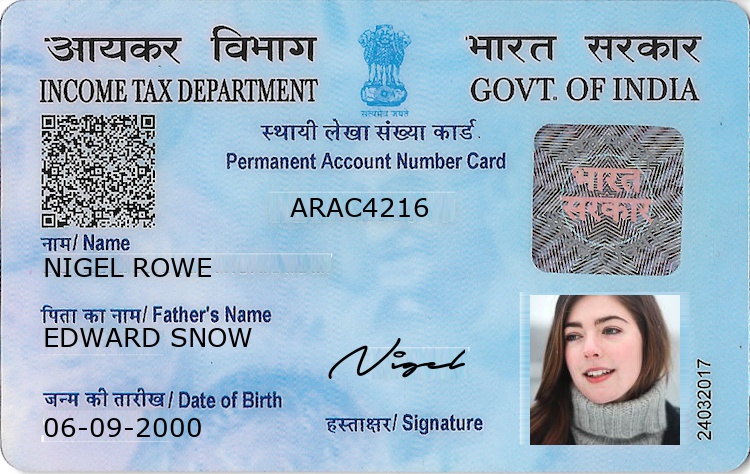 आयकर विभाग
INCOME TAX DEPARTMENT
सत्यमेव जयते
भारत सरकार
GOVT. OF INDIA
स्थायी लेखा संख्या कार्ड
Permanent Account Number Card
ARAC4216
भारत
सरकार
नाम/ Name
NIGEL ROWE
पिता का नाम/ Father's Name
EDWARD SNOW
जन्म की तारीख / Date of Birth
06-09-2000
Nigel
हस्ताक्षर/ Signature
24032017